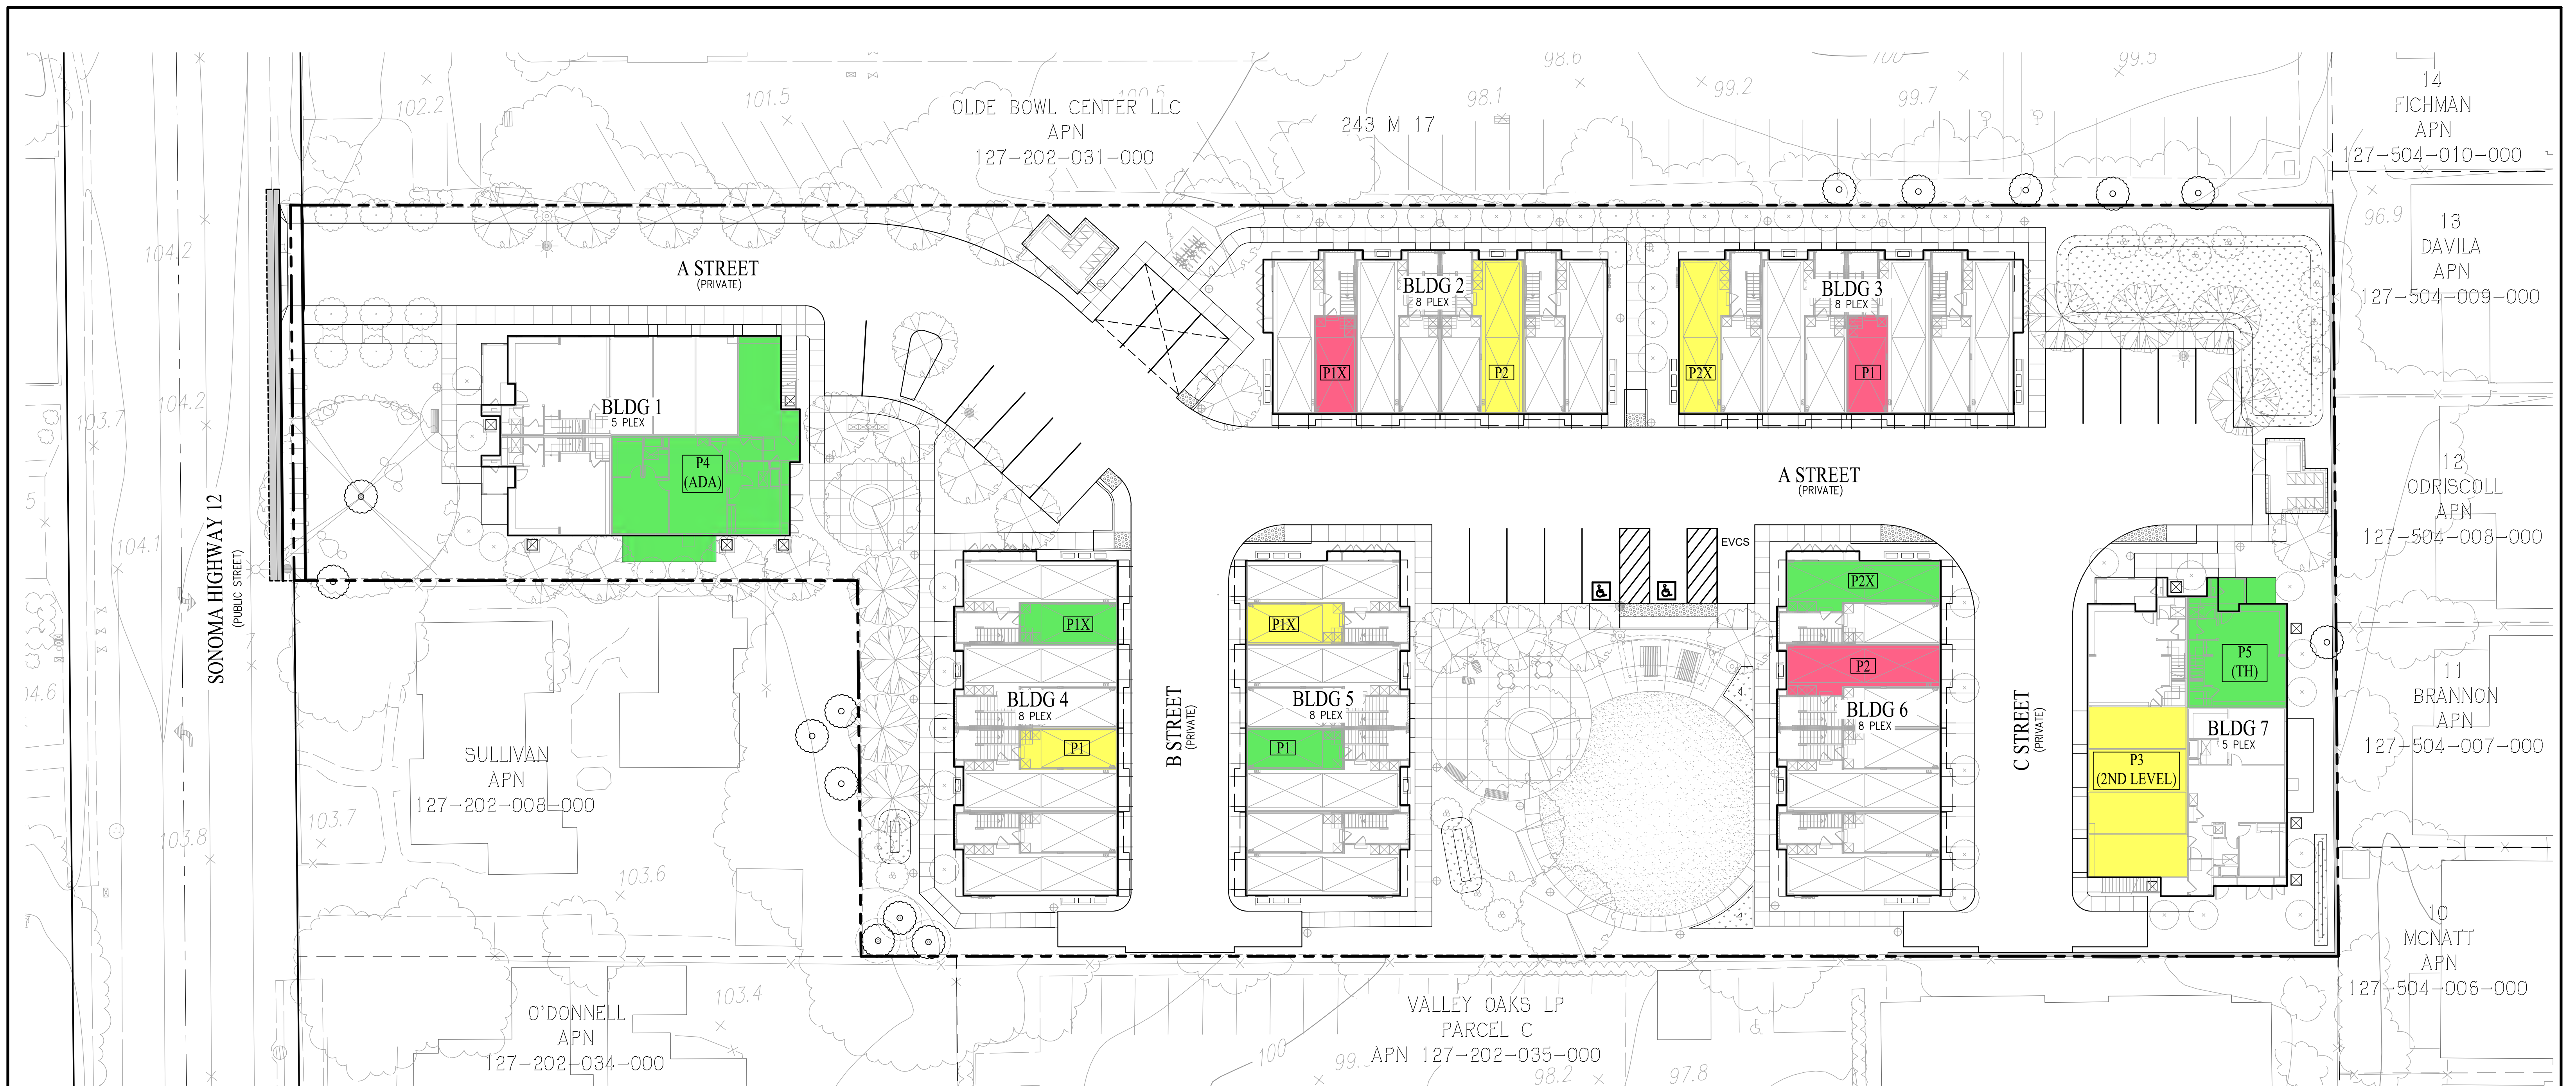 98.6
100
99.5
102.2
101.5
100.5
98.1
99.2
99.7
OLDE BOWL CENTER LLC
APN
127-202-031-000
243 M 17
14
FICHMAN
APN
127-504-010-000
96.9
13
DAVILA
APN
127-504-009-000
104.2
A STREET
(PRIVATE)
BLDG 2
8 PLEX
BLDG 3
8 PLEX
P1X
P2
P2X
P1
103.7
104.2
BLDG 1
5 PLEX
P4
(ADA)
A STREET
(PRIVATE)
12
ODRISCOLL
APN
127-504-008-000
104.1
SONOMA HIGHWAY 12
(PUBLIC STREET)
EVCS
P1X
P1X
P2X
P2
P5
(TH)
BLDG 4
8 PLEX
BLDG 5
8 PLEX
BLDG 6
8 PLEX
BLDG 7
5 PLEX
B STREET
(PRIVATE)
C STREET
(PRIVATE)
11
BRANNON
APN
127-504-007-000
P1
P1
P3
(2ND LEVEL)
SULLIVAN
APN
127-202-008-000
103.7
103.8
103.6
10
MCNATT
APN
127-504-006-000
103.4
O'DONNELL
APN
127-202-034-000
VALLEY OAKS LP
PARCEL C
APN 127-202-035-000
100
98.2
97.8